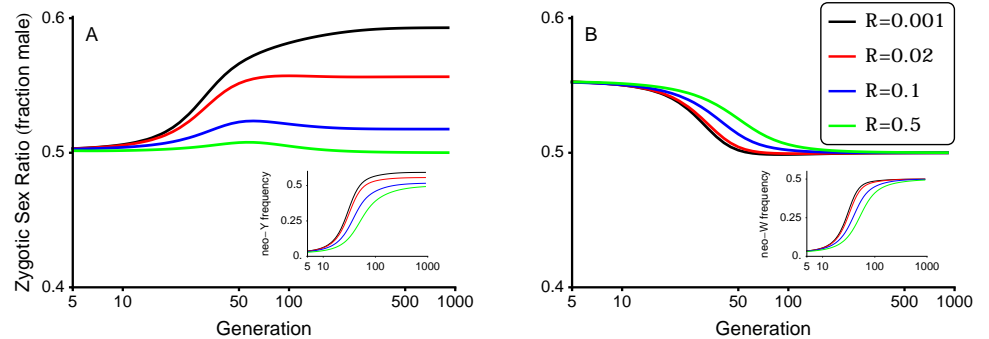 Zygotic Sex Ratio (fraction male)
A
0.6
0.5
0.4
5
10
50
100
500
1000
Generation
neo−Y frequency
0.5
0.25
0.
5
10
100
1000
B
0.6
0.5
0.4
5
10
50
100
500
1000
Generation
neo−W frequency
0.5
0.25
0.
5
10
100
1000
R=0.001
R=0.02
R=0.1
R=0.5